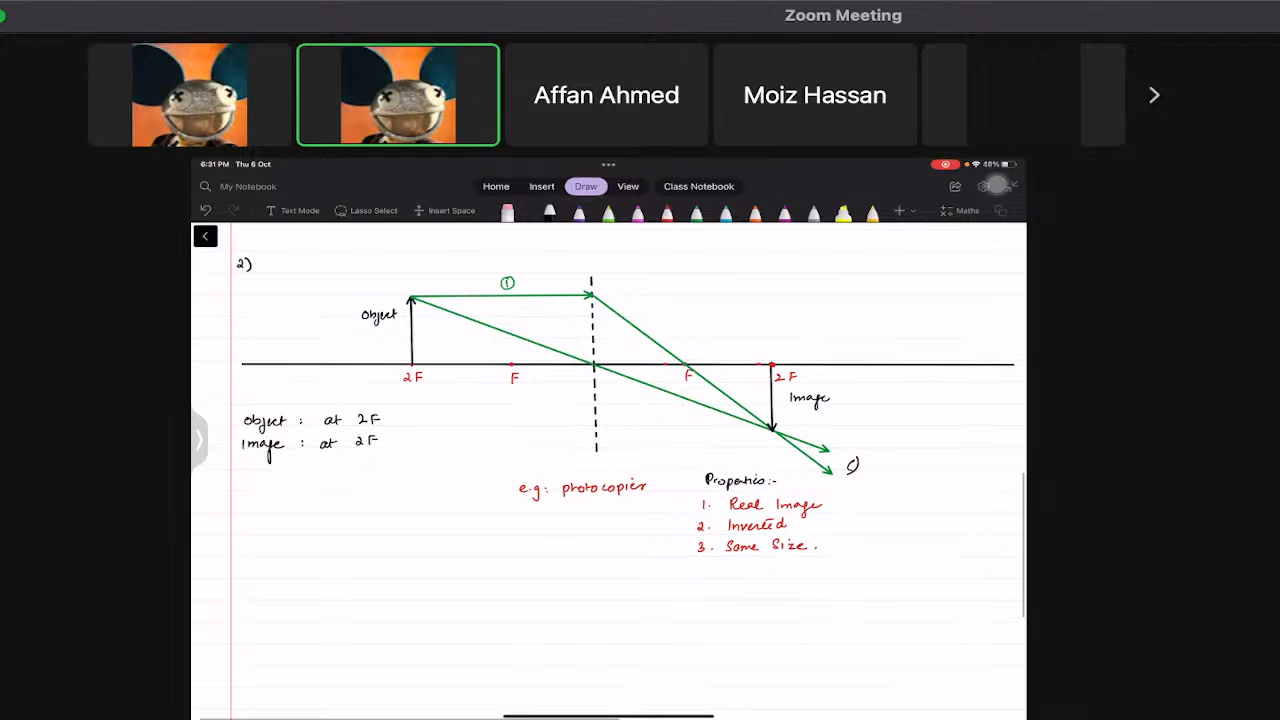 Zoom Meeting
Affan Ahmed
Moiz Hassan
6:31 PM Thu 6 Oct
48%
My Notebook
Home Insert Draw View Class Notebook
Text Mode Lasso Select Insert Space Maths
2)
①
Object
2F F F 2F
Image
Object : at 2F
Image : at 2F
e.g: photocopier
Properties:-
1. Real Image
2. Inverted
3. Same Size.